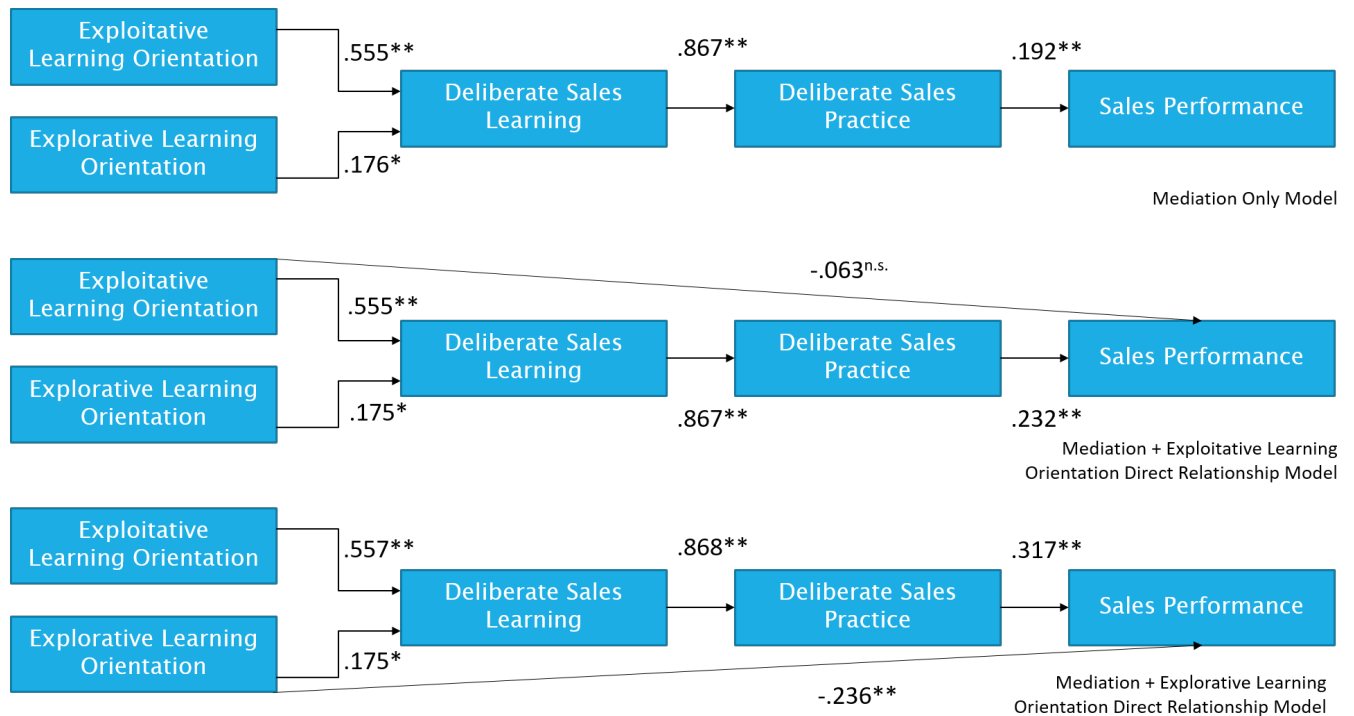 Exploitative
Learning Orientation
.555**
.867**
.192**
Deliberate Sales
Learning
Deliberate Sales
Practice
Sales Performance
Explorative Learning
Orientation
.176*
Mediation Only Model
Exploitative
Learning Orientation
-.063n.s.
.555**
Deliberate Sales
Learning
Deliberate Sales
Practice
Sales Performance
Explorative Learning
Orientation
.175*
.867**
.232**
Mediation + Exploitative Learning
Orientation Direct Relationship Model
Exploitative
Learning Orientation
.557**
.868**
.317**
Deliberate Sales
Learning
Deliberate Sales
Practice
Sales Performance
Explorative Learning
Orientation
.175*
-.236**
Mediation + Explorative Learning
Orientation Direct Relationship Model